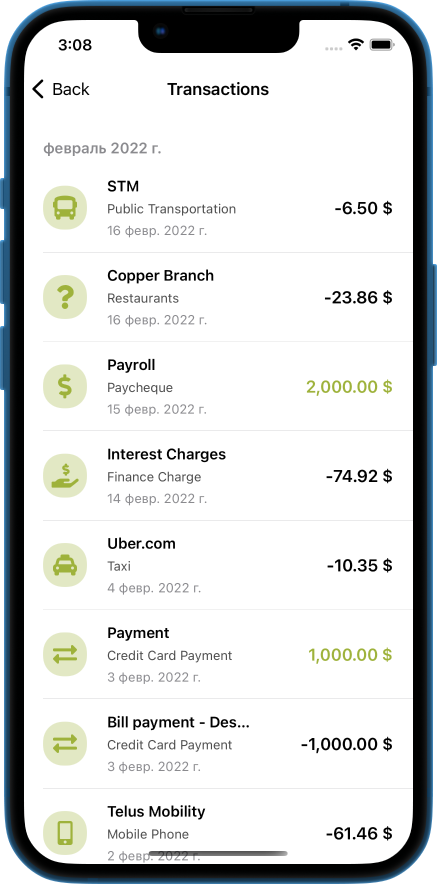 3:08
Back
Transactions
февраль 2022 г.
STM
Public Transportation
-6.50 $
16 февр. 2022 г.
Copper Branch
Restaurants
-23.86 $
16 февр. 2022 г.
Payroll
Paycheque
2,000.00 $
15 февр. 2022 г.
Interest Charges
Finance Charge
-74.92 $
14 февр. 2022 г.
Uber.com
Taxi
-10.35 $
4 февр. 2022 г.
Payment
Credit Card Payment
1,000.00 $
3 февр. 2022 г.
Bill payment - Des...
Credit Card Payment
-1,000.00 $
3 февр. 2022 г.
Telus Mobility
Mobile Phone
-61.46 $
2 февр. 2022 г.